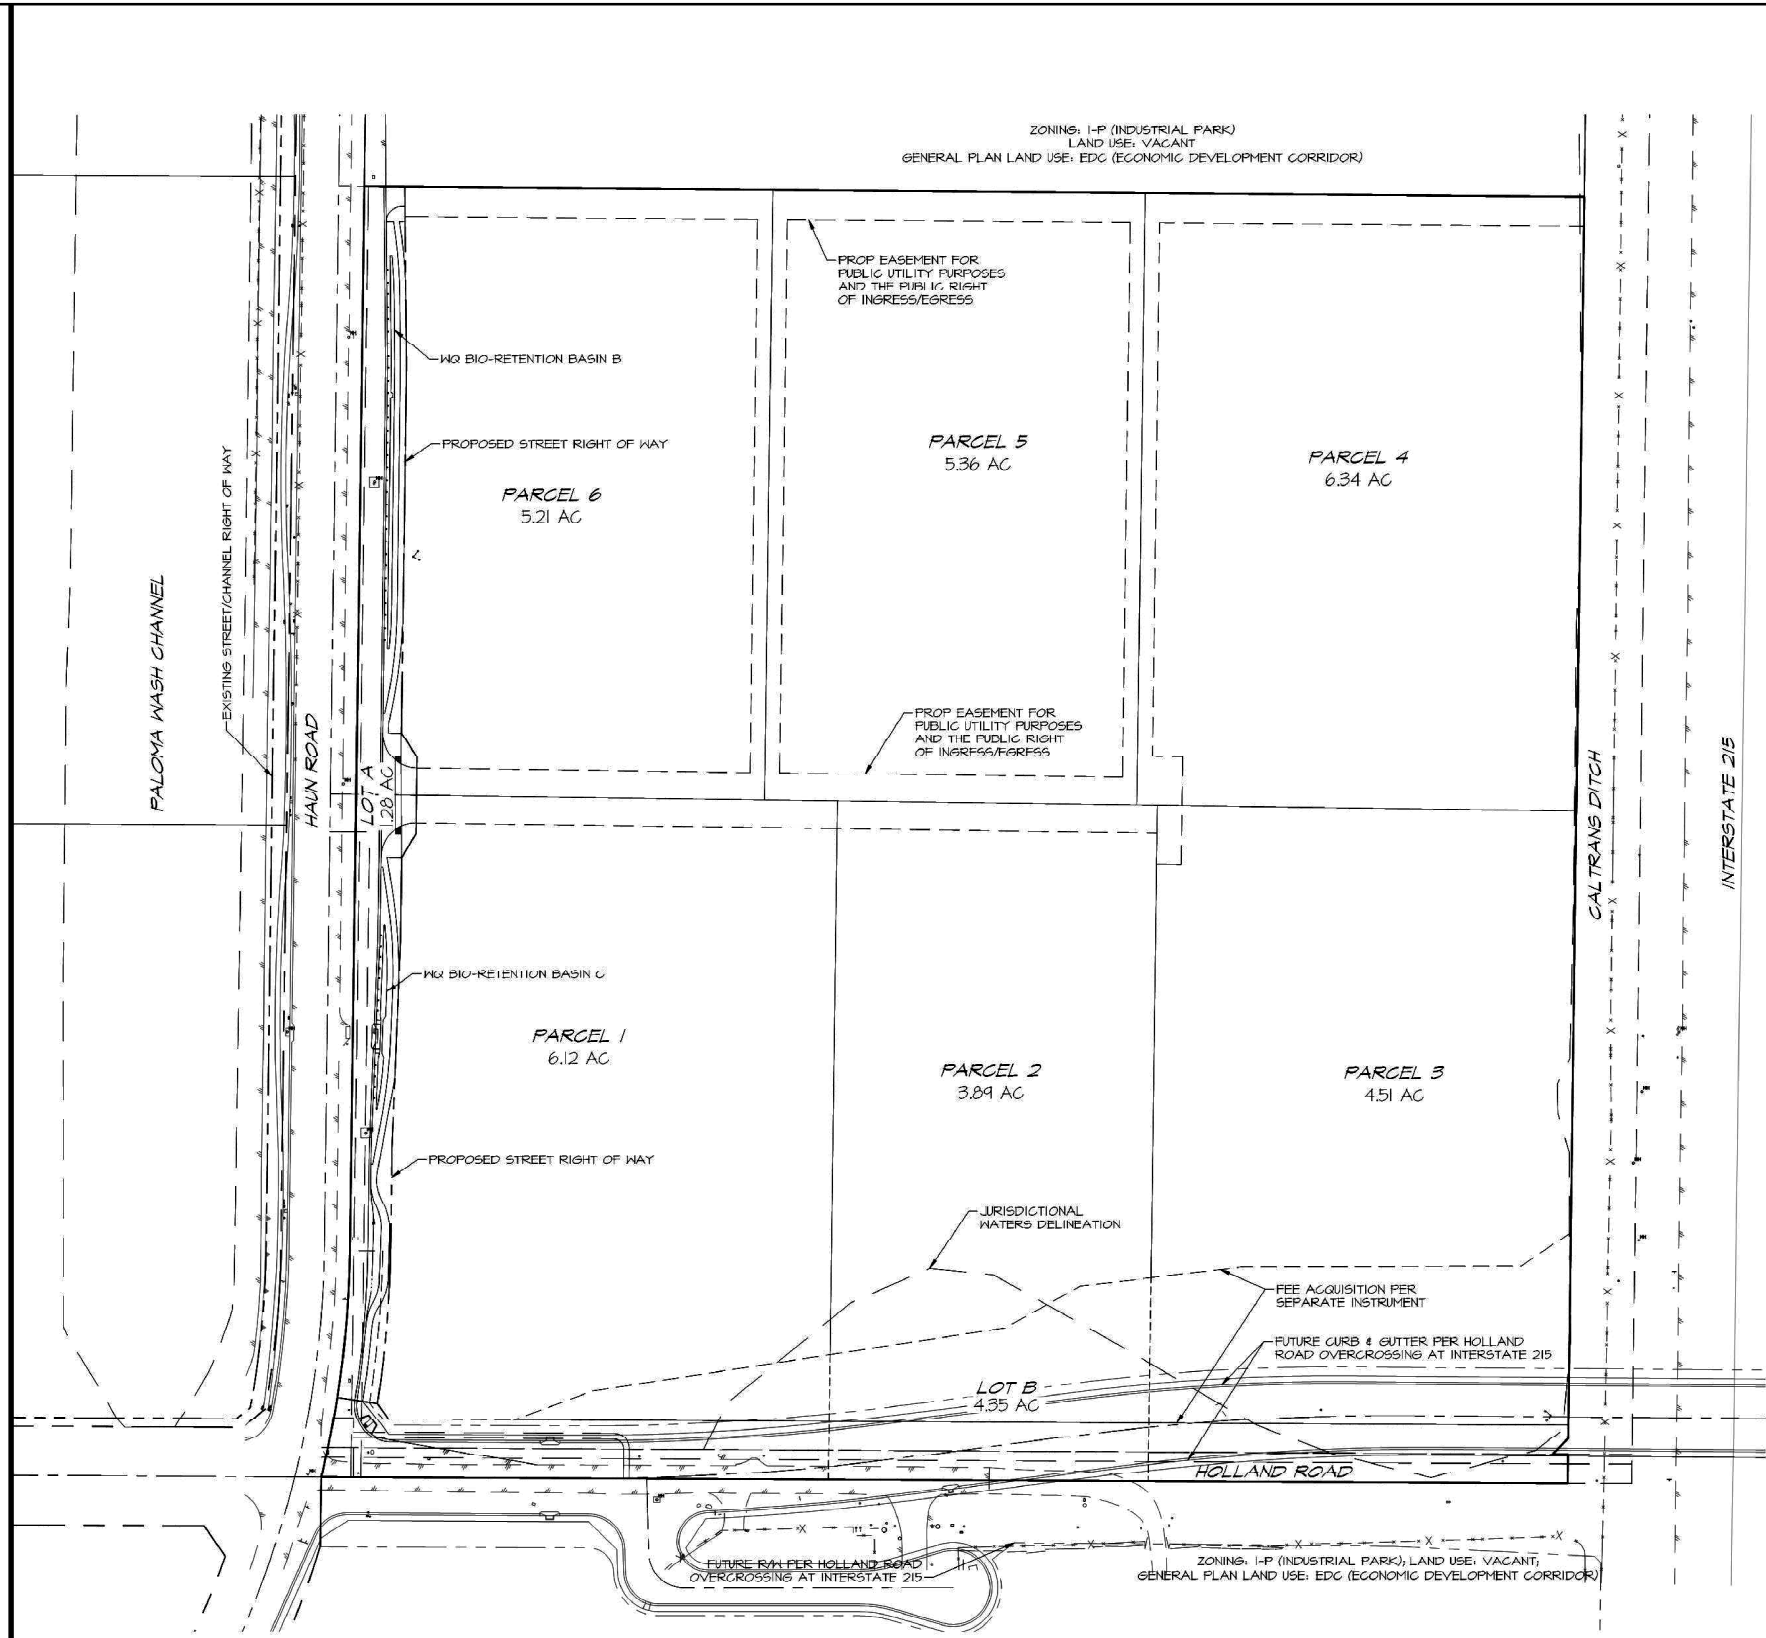 ZONING: I-P (INDUSTRIAL PARK)
LAND USE: VACANT
GENERAL PLAN LAND USE: EDC (ECONOMIC DEVELOPMENT CORRIDOR)
PROP EASEMENT FOR
PUBLIC UTILITY PURPOSES
AND THE PUBLIC RIGHT
OF INGRESS/EGRESS
WQ BIO-RETENTION BASIN B
PROPOSED STREET RIGHT OF WAY
PARCEL 6
5.21 AC
PARCEL 5
5.36 AC
PARCEL 4
6.34 AC
EXISTING STREET/CHANNEL RIGHT OF WAY
PALOMA WASH CHANNEL
HAUN ROAD
LOT A
1.28 AC
PROP EASEMENT FOR
PUBLIC UTILITY PURPOSES
AND THE PUBLIC RIGHT
OF INGRESS/EGRESS
CALTRANS DITCH
INTERSTATE 215
WQ BIO-RETENTION BASIN C
PARCEL 1
6.12 AC
PARCEL 2
3.89 AC
PARCEL 3
4.51 AC
PROPOSED STREET RIGHT OF WAY
JURISDICTIONAL
WATERS DELINEATION
FEE ACQUISITION PER
SEPARATE INSTRUMENT
FUTURE CURB & GUTTER PER HOLLAND
ROAD OVERCROSSING AT INTERSTATE 215
LOT B
4.35 AC
HOLLAND ROAD
FUTURE R/W PER HOLLAND ROAD
OVERCROSSING AT INTERSTATE 215
ZONING: I-P (INDUSTRIAL PARK); LAND USE: VACANT;
GENERAL PLAN LAND USE: EDC (ECONOMIC DEVELOPMENT CORRIDOR)